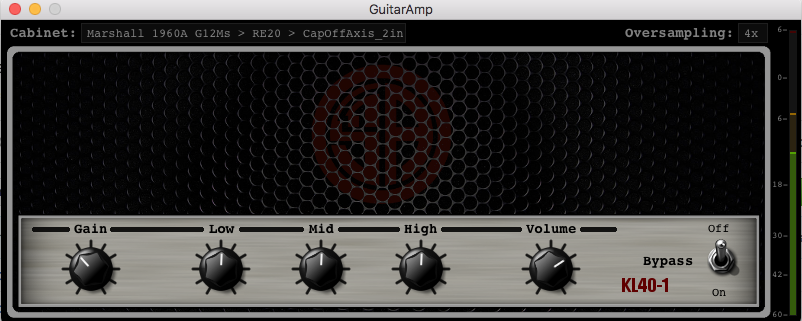 GuitarAmp
Cabinet: Marshall 1960A G12Ms > RE20 > CapOffAxis_2in Oversampling: 4x
6
0
6
18
30
42
60
Gain Low Mid High Volume Off
Bypass
KL40-1
On